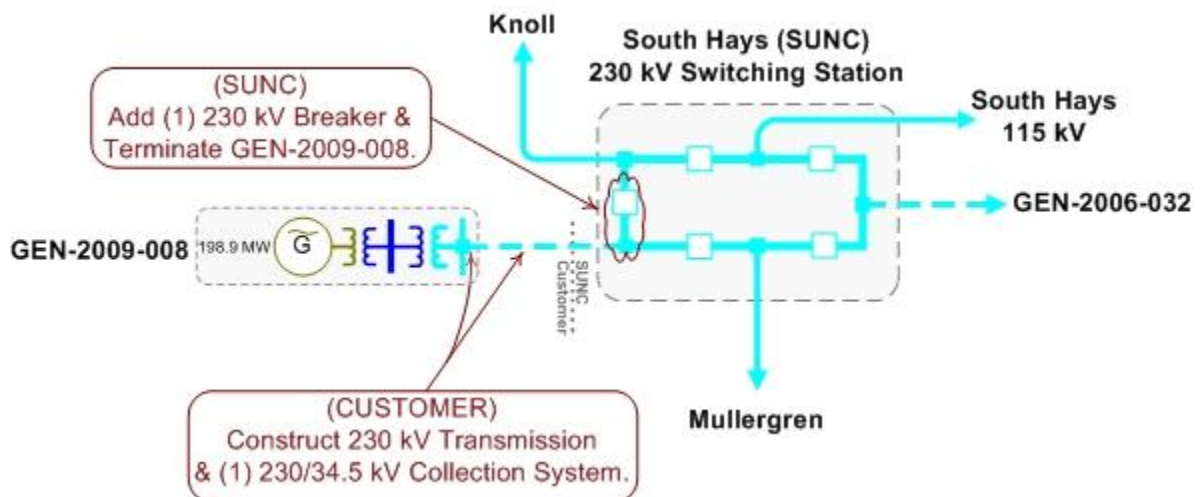 Knoll
South Hays (SUNC)
230 kV Switching Station
(SUNC)
Add (1) 230 kV Breaker &
Terminate GEN-2009-008.
South Hays
115 kV
GEN-2006-032
GEN-2009-008
198.9 MW
G
SUNC
Customer
Mullergren
(CUSTOMER)
Construct 230 kV Transmission
& (1) 230/34.5 kV Collection System.